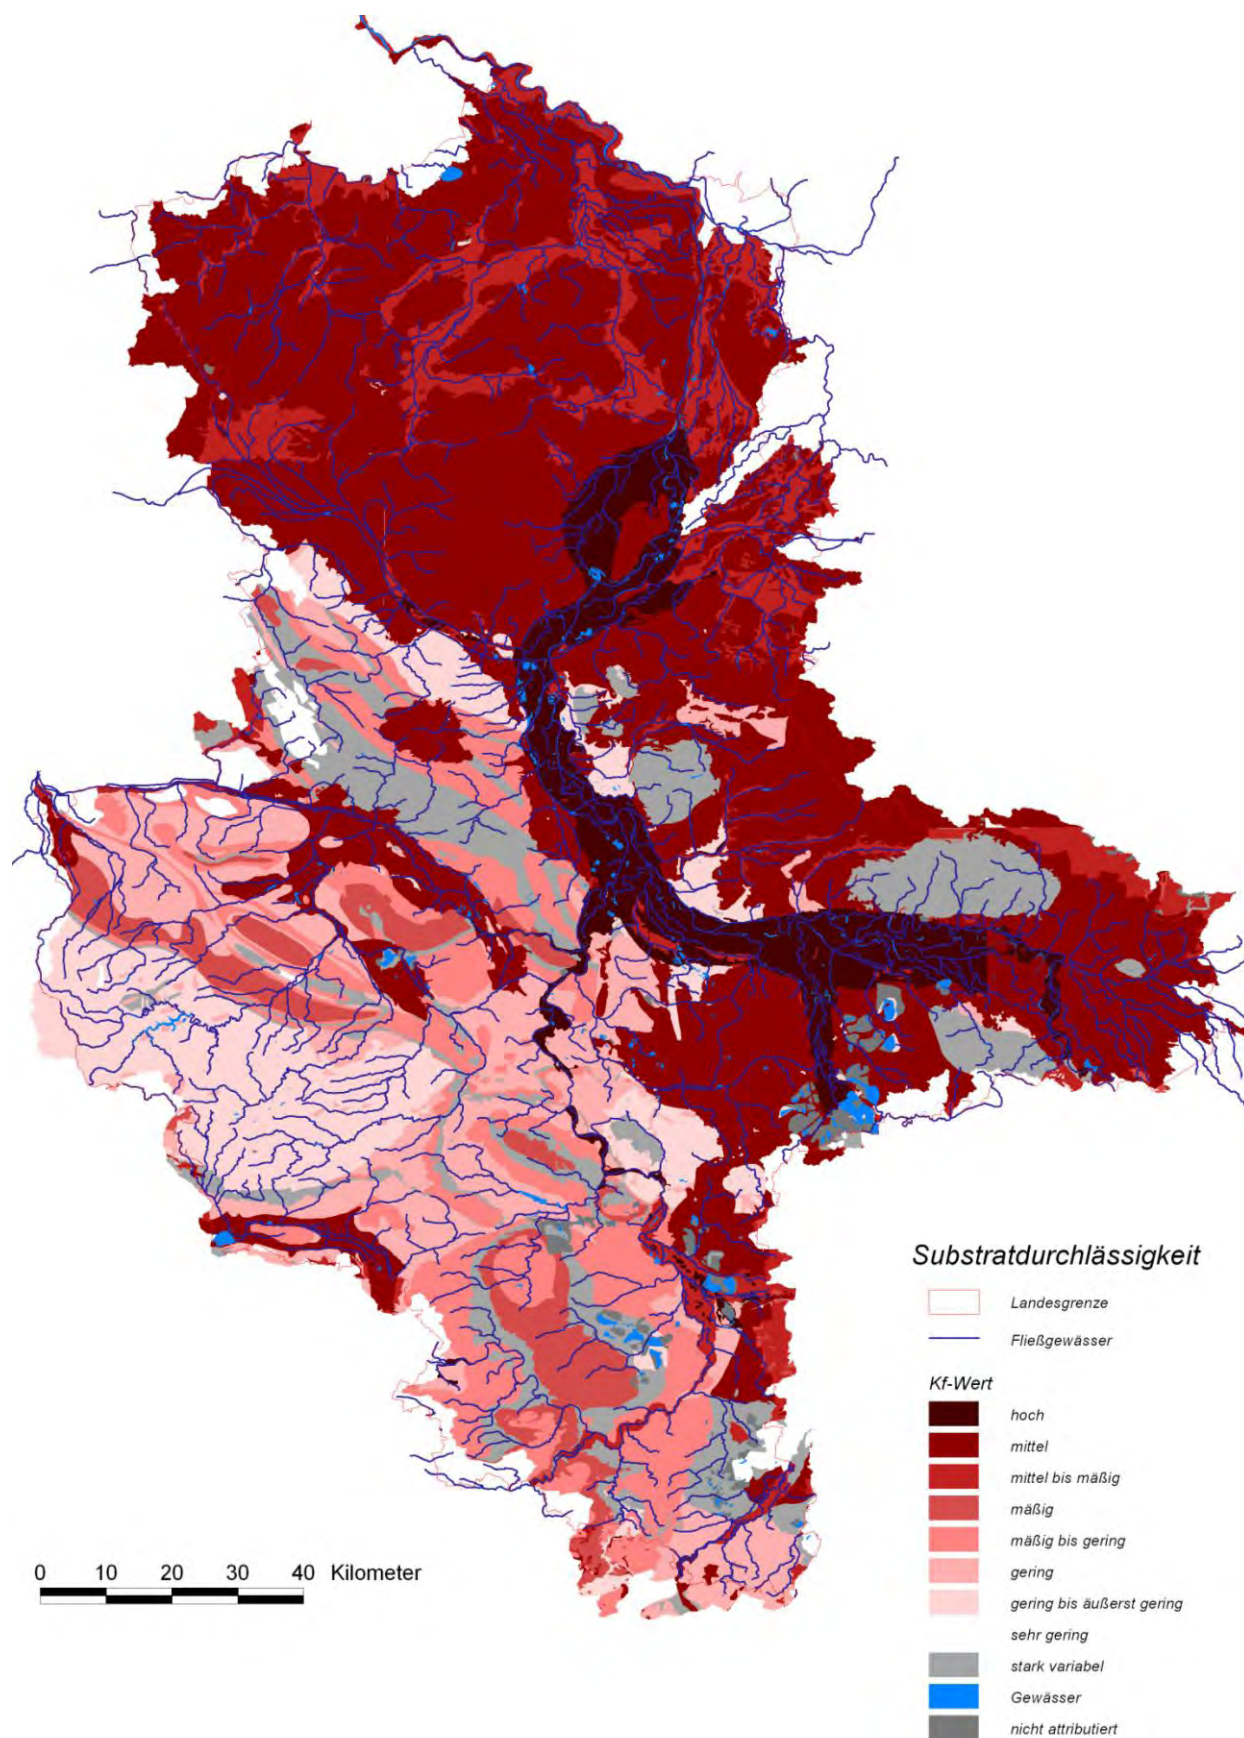 Substratdurchlässigkeit
Landesgrenze
Fließgewässer
Kf-Wert
hoch
mittel
mittel bis mäßig
mäßig
mäßig bis gering
gering
gering bis äußerst gering
sehr gering
stark variabel
Gewässer
nicht attributiert
0 10 20 30 40 Kilometer